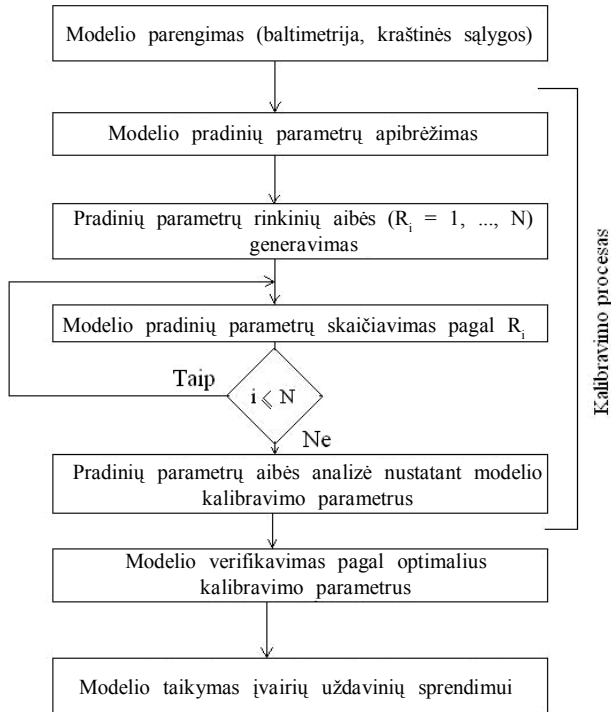 Modelio parengimas (baltimetrija, kraštinės sąlygos)
Modelio pradinių parametrų apibrėžimas
Pradinių parametrų rinkinių aibės (R_i = 1, ..., N)
generavimas
Modelio pradinių parametrų skaičiavimas pagal R_i
Taip
i ⩽ N
Ne
Pradinių parametrų aibės analizė nustatant modelio
kalibravimo parametrus
Modelio verifikavimas pagal optimalius
kalibravimo parametrus
Modelio taikymas įvairių uždavinių sprendimui
Kalibravimo procesas